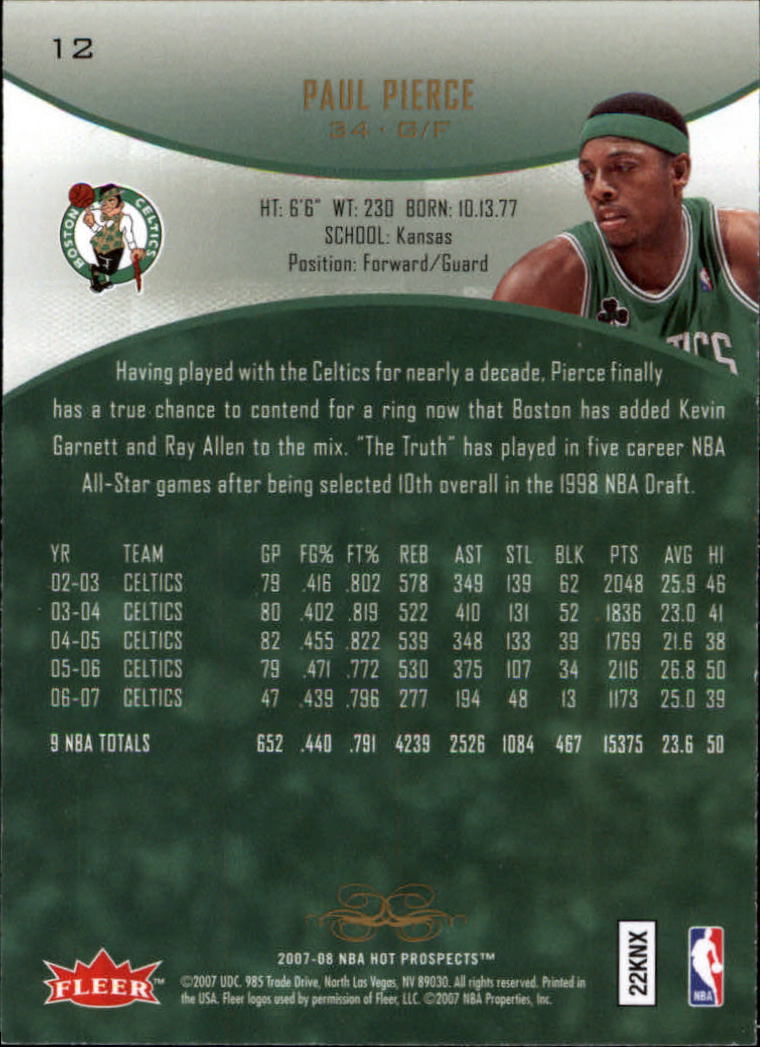 12
PAUL PIERCE
34 · G/F
BOSTON CELTICS
HT: 6'6" WT: 230 BORN: 10.13.77
SCHOOL: Kansas
Position: Forward/Guard
TICS
Having played with the Celtics for nearly a decade, Pierce finally
has a true chance to contend for a ring now that Boston has added Kevin
Garnett and Ray Allen to the mix. "The Truth" has played in five career NBA
All-Star games after being selected 10th overall in the 1998 NBA Draft.
YR TEAM GP FG% FT% REB AST STL BLK PTS AVG HI
02-03 CELTICS 79 .416 .802 578 349 139 62 2048 25.9 46
03-04 CELTICS 80 .402 .819 522 410 131 52 1836 23.0 41
04-05 CELTICS 82 .455 .822 539 348 133 39 1769 21.6 38
05-06 CELTICS 79 .471 .772 530 375 107 34 2116 26.8 50
06-07 CELTICS 47 .439 .796 277 194 48 13 1173 25.0 39
9 NBA TOTALS 652 .440 .791 4239 2526 1084 467 15375 23.6 50
2007-08 NBA HOT PROSPECTS™
©2007 UDC. 985 Trade Drive, North Las Vegas, NV 89030. All rights reserved. Printed in
the USA. Fleer logos used by permission of Fleer, LLC. ©2007 NBA Properties, Inc.
FLEER™
22KNX
NBA